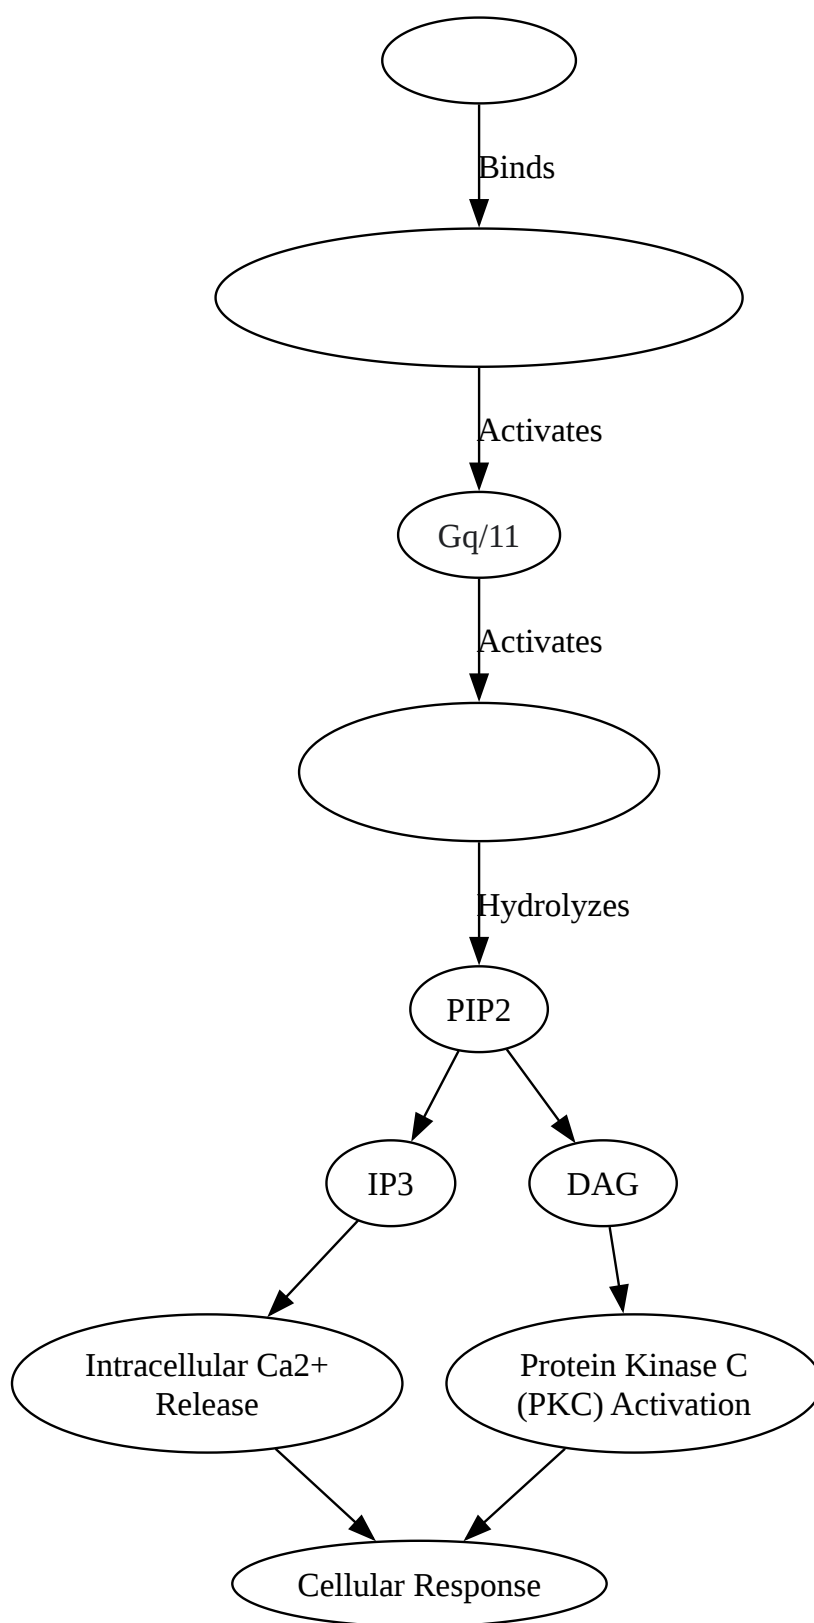 Binds
Activates
Gq/11
Activates
Hydrolyzes
PIP2
IP3
DAG
Intracellular Ca2+
Release
Protein Kinase C
(PKC) Activation
Cellular Response